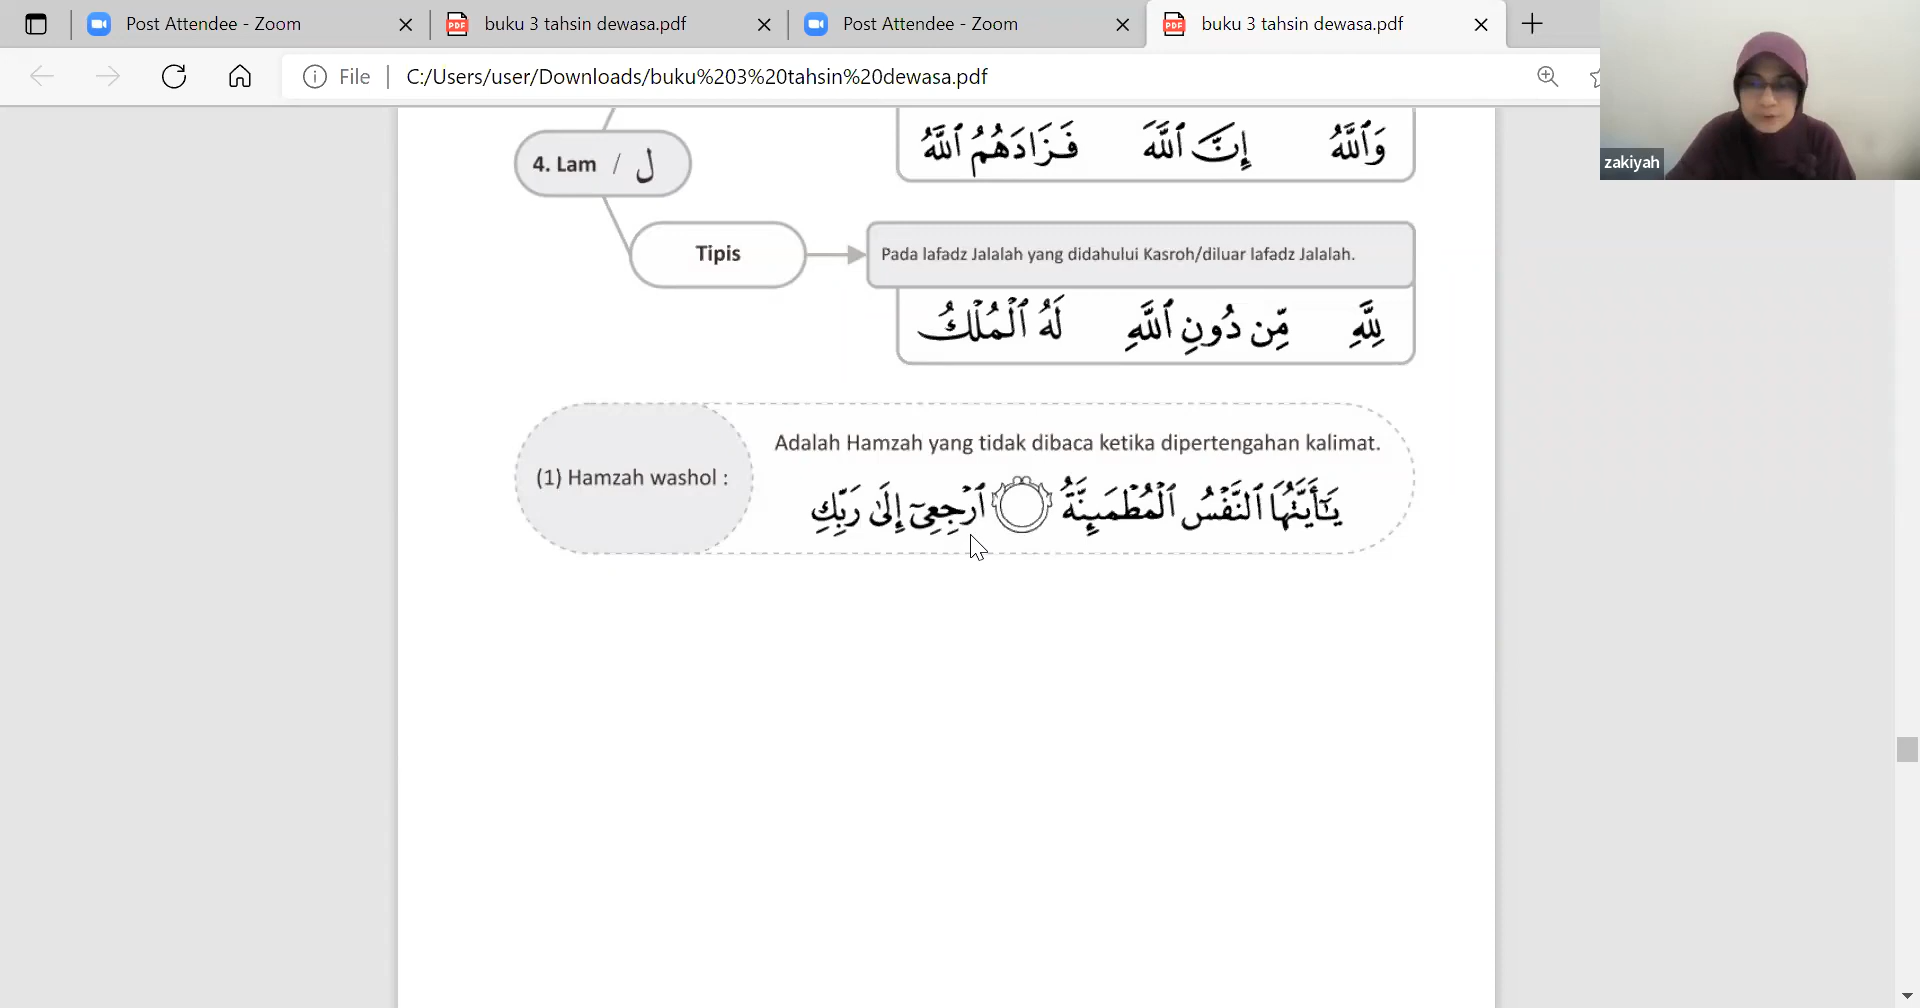 Post Attendee - Zoom
buku 3 tahsin dewasa.pdf
Post Attendee - Zoom
buku 3 tahsin dewasa.pdf
File
C:/Users/user/Downloads/buku%203%20tahsin%20dewasa.pdf
zakiyah
وَٱللَّهُ إِنَّ ٱللَّهَ فَزَادَهُمُ ٱللَّهُ
4. Lam / ل
Tipis
Pada lafadz Jalalah yang didahului Kasroh/diluar lafadz Jalalah.
لِلَّهِ مِّن دُونِ ٱللَّهِ لَهُ ٱلْمُلْكُ
(1) Hamzah washol :
Adalah Hamzah yang tidak dibaca ketika dipertengahan kalimat.
يَٰٓأَيَّتُهَا ٱلنَّفْسُ ٱلْمُطْمَئِنَّةُ ٱرْجِعِىٓ إِلَىٰ رَبِّكِ